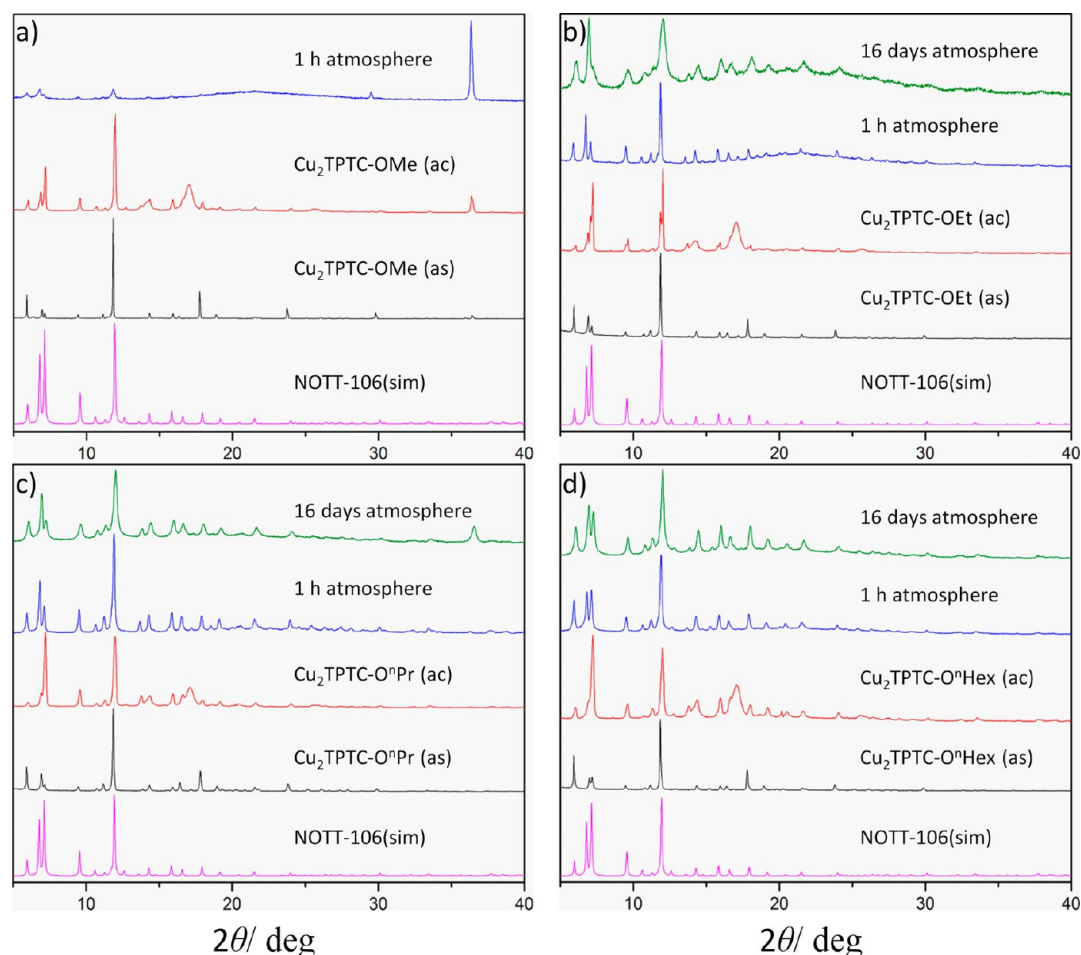 a)
1 h atmosphere
Cu₂TPTC-OMe (ac)
Cu₂TPTC-OMe (as)
NOTT-106(sim)
10 20 30 40
b)
16 days atmosphere
1 h atmosphere
Cu₂TPTC-OEt (ac)
Cu₂TPTC-OEt (as)
NOTT-106(sim)
10 20 30 40
c)
16 days atmosphere
1 h atmosphere
Cu₂TPTC-OⁿPr (ac)
Cu₂TPTC-OⁿPr (as)
NOTT-106(sim)
10 20 30 40
2θ/ deg
d)
16 days atmosphere
1 h atmosphere
Cu₂TPTC-OⁿHex (ac)
Cu₂TPTC-OⁿHex (as)
NOTT-106(sim)
10 20 30 40
2θ/ deg